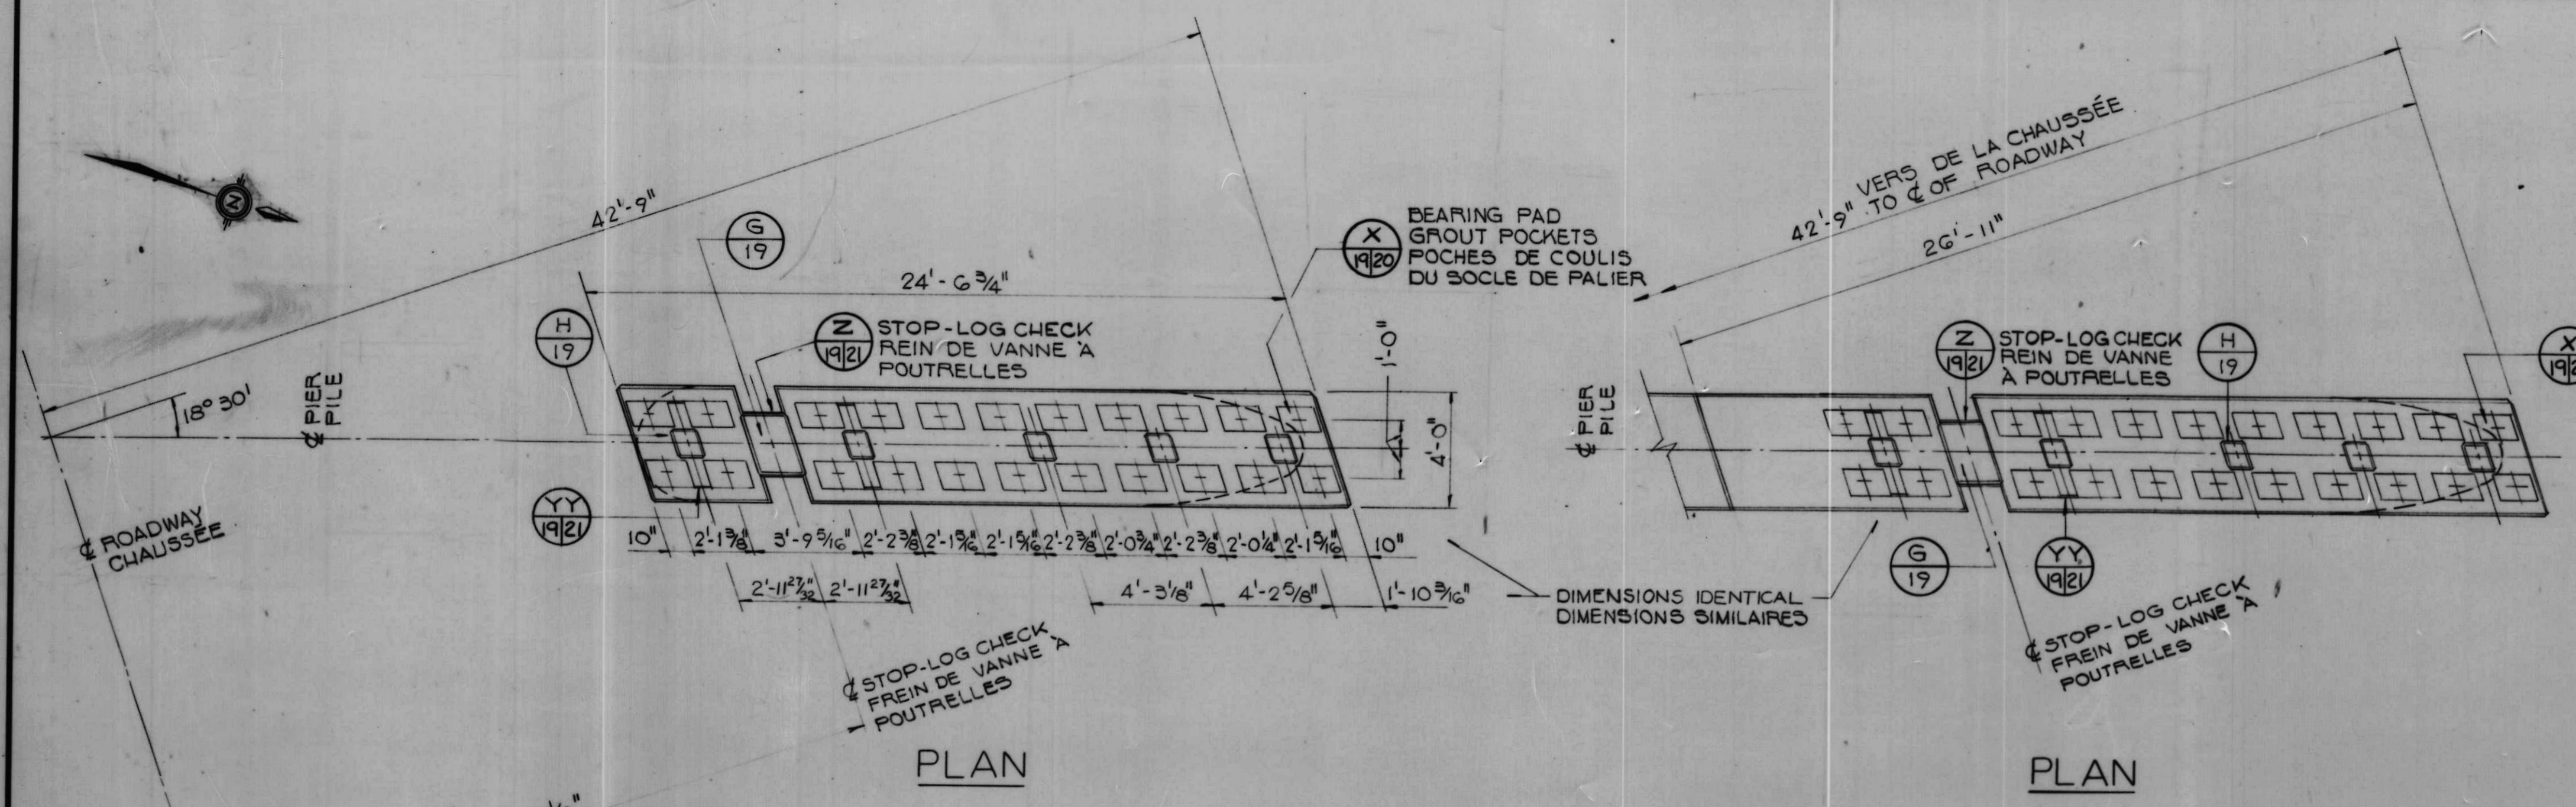 42'-9"
G
19
24'-6 3/4"
X
19|20
BEARING PAD
GROUT POCKETS
POCHES DE COULIS
DU SOCLE DE PALIER
H
19
Z
19|21
STOP-LOG CHECK
REIN DE VANNE À
POUTRELLES
1'-0"
4'-0"
18° 30'
℄ PIER
PILE
℄ ROADWAY
CHAUSSÉE
YY
19|21
10" 2'-1 3/8" 3'-9 5/16" 2'-2 3/8" 2'-1 5/16" 2'-1 5/16" 2'-2 3/8" 2'-0 3/4" 2'-2 3/8" 2'-0 1/4" 2'-1 5/16" 10"
2'-11 27/32" 2'-11 27/32" 4'-3 1/8" 4'-2 5/8" 1'-10 3/16"
℄ STOP-LOG CHECK
FREIN DE VANNE À
POUTRELLES
PLAN
DIMENSIONS IDENTICAL
DIMENSIONS SIMILAIRES
VERS DE LA CHAUSSÉE
42'-9" TO ℄ OF ROADWAY
26'-11"
℄ PIER
PILE
Z
19|21
STOP-LOG CHECK
REIN DE VANNE
À POUTRELLES
H
19
X
G
19
YY
19|21
℄ STOP-LOG CHECK
FREIN DE VANNE À
POUTRELLES
PLAN